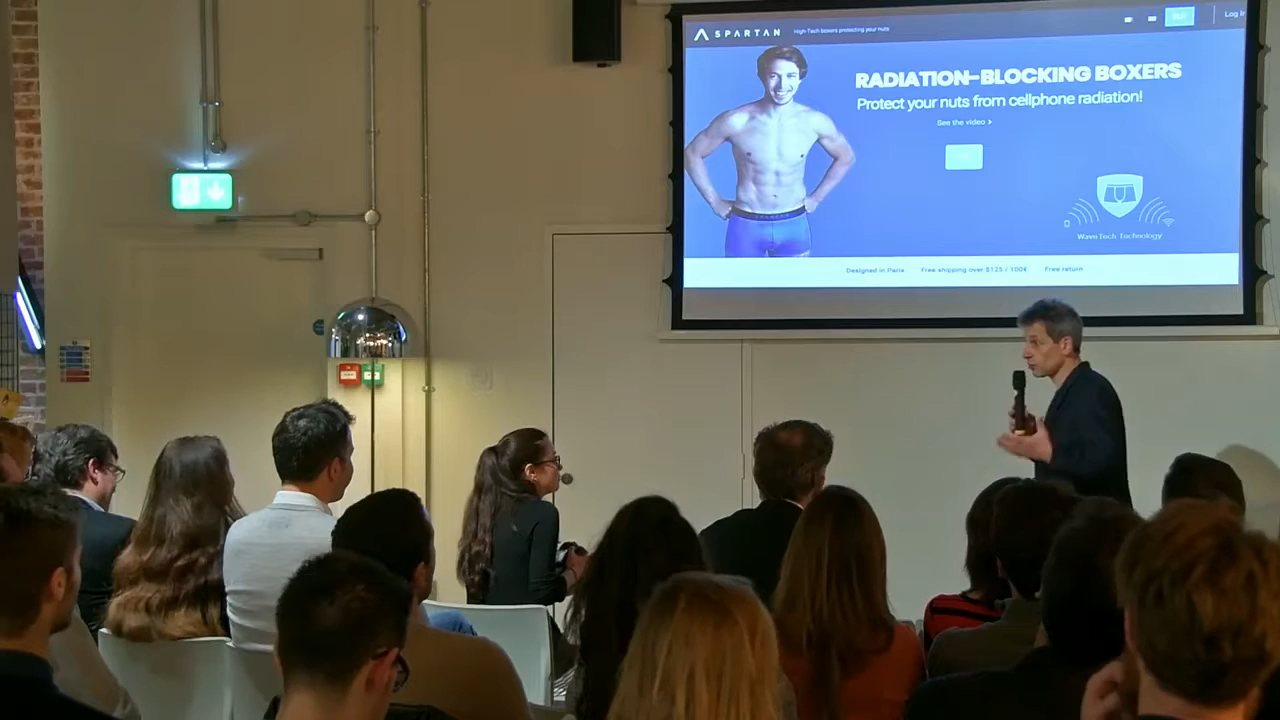 SPARTAN High-Tech boxers protecting your nuts
Log in
RADIATION-BLOCKING BOXERS
Protect your nuts from cellphone radiation!
See the video >
WaveTech Technology
Designed in Paris Free shipping over $125 / 100€ Free return